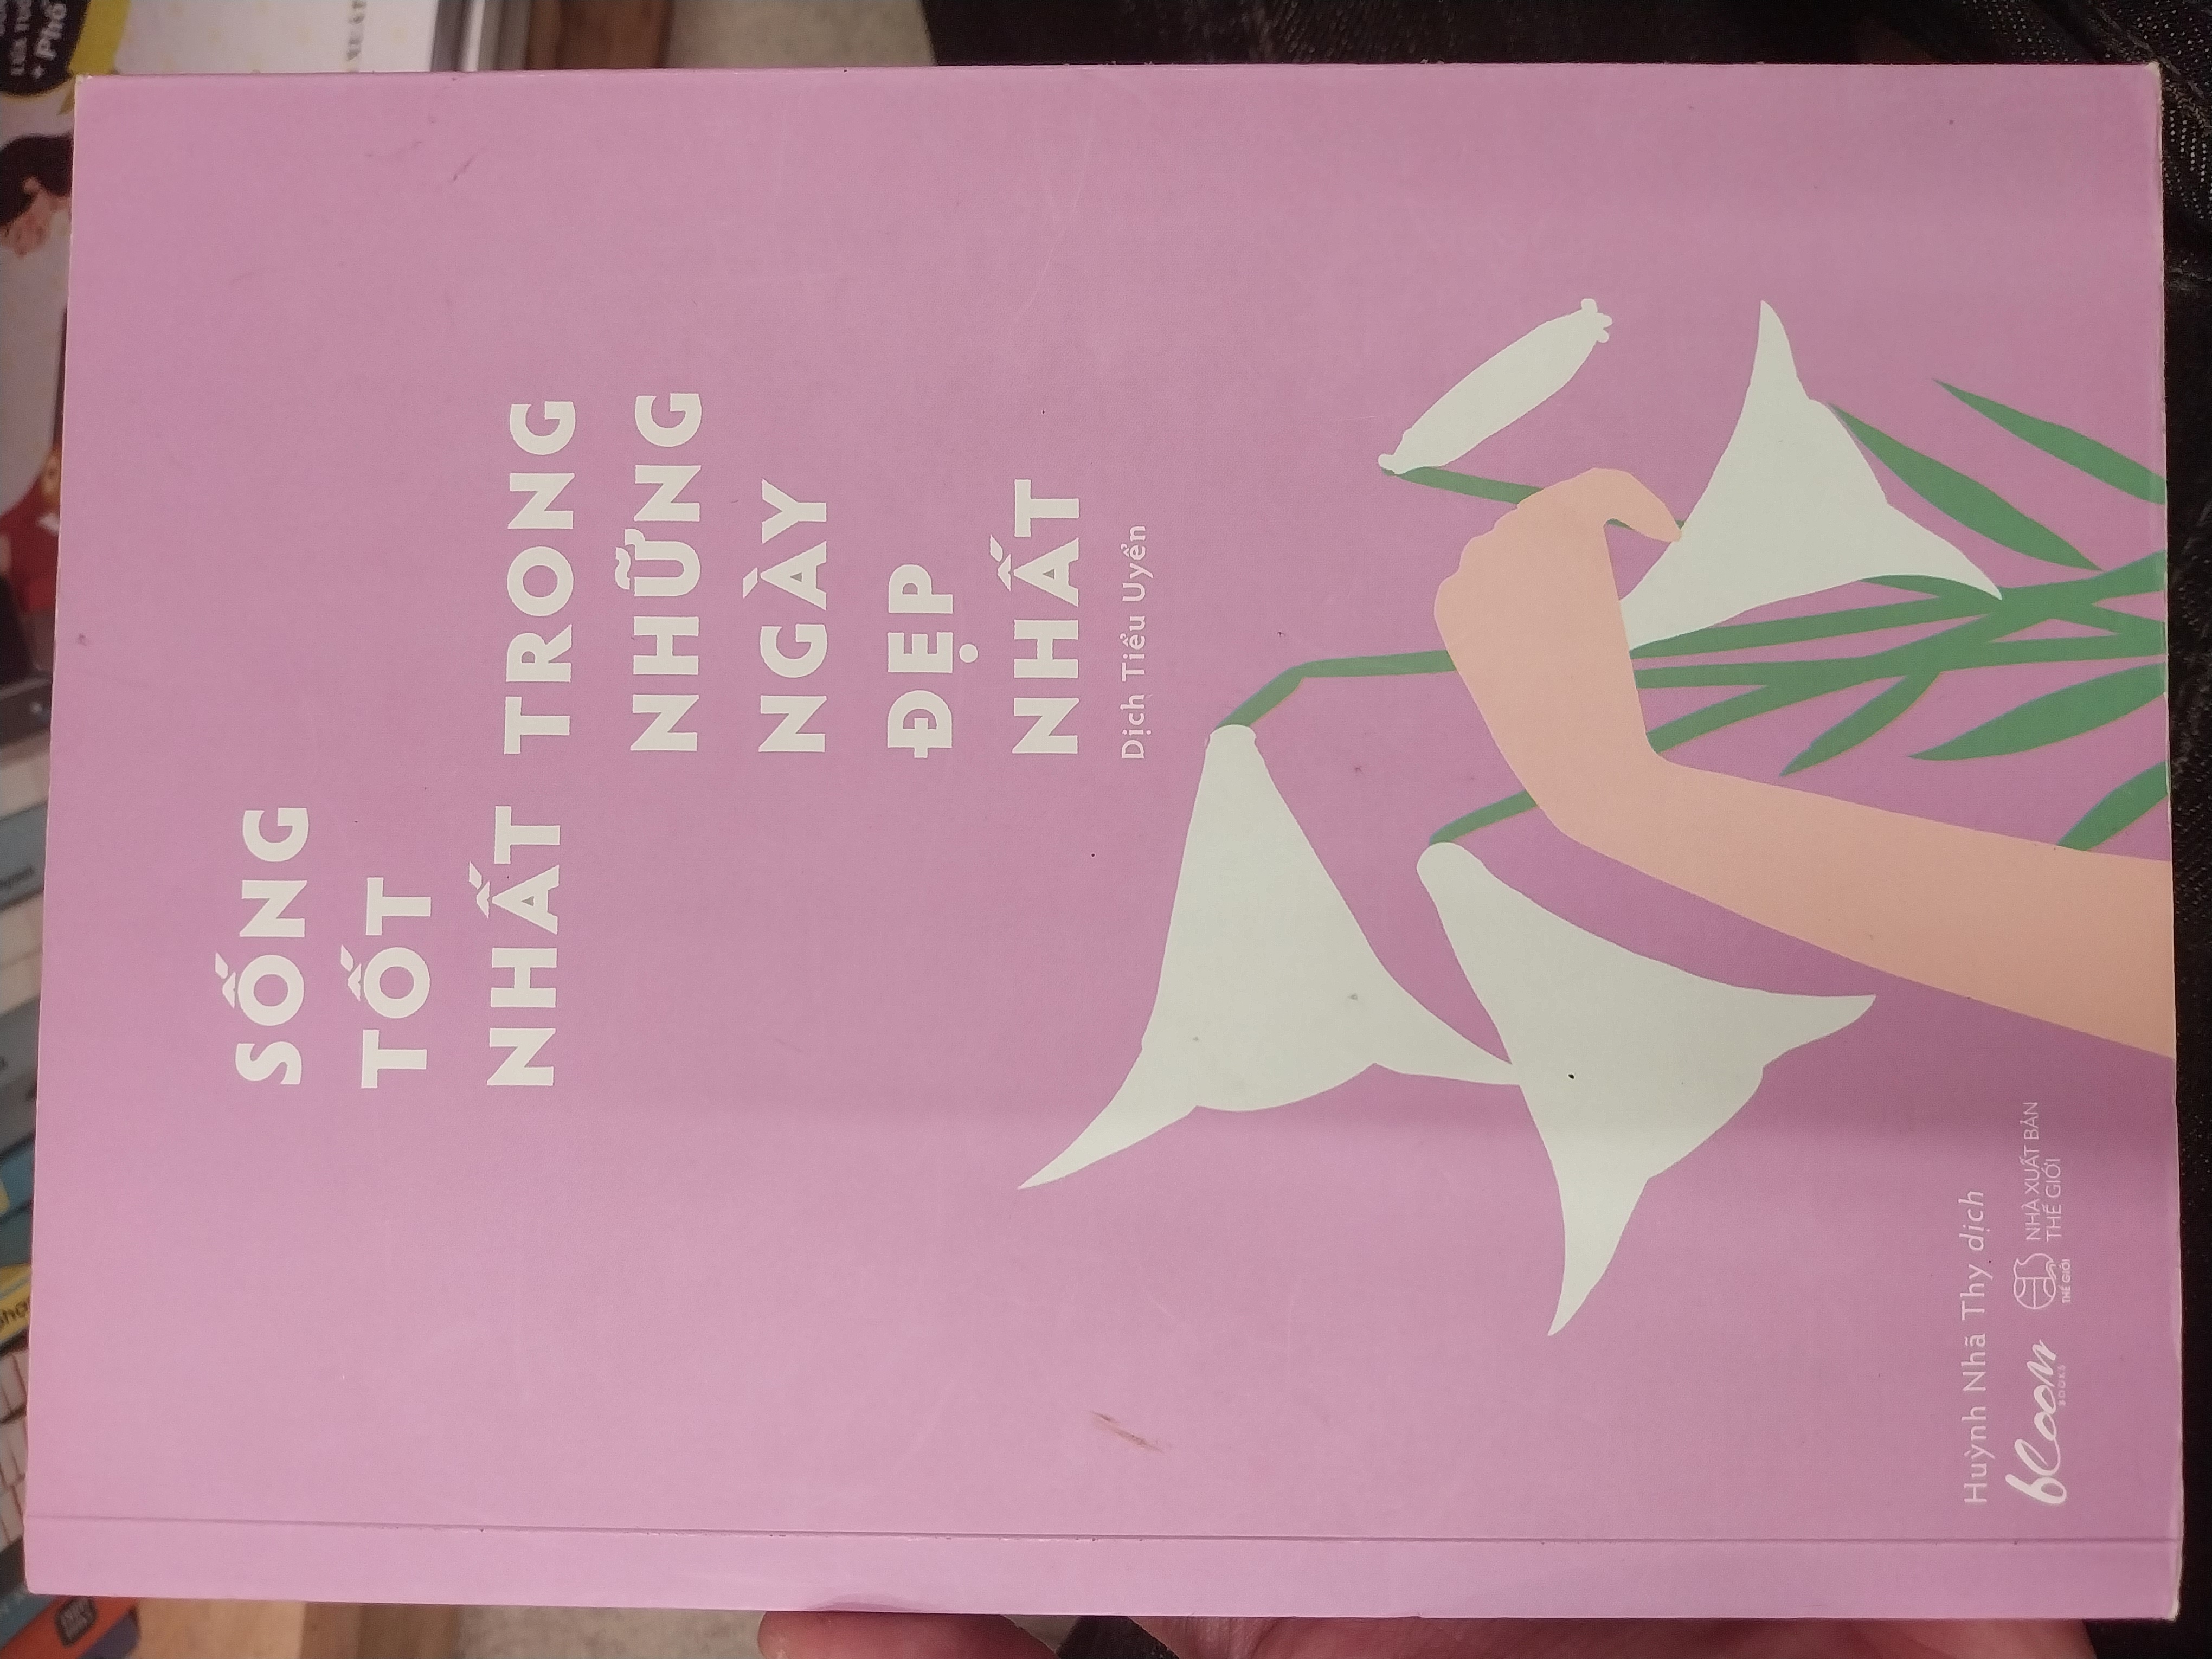 + Phổ
SỐNG
TỐT
NHẤT
TRONG
NHỮNG
NGÀY
ĐẸP
NHẤT
Dịch Tiểu Uyển
Huỳnh Nhã Thy dịch
bloom
BOOKS
THẾ GIỚI
NHÀ XUẤT BẢN
THẾ GIỚI